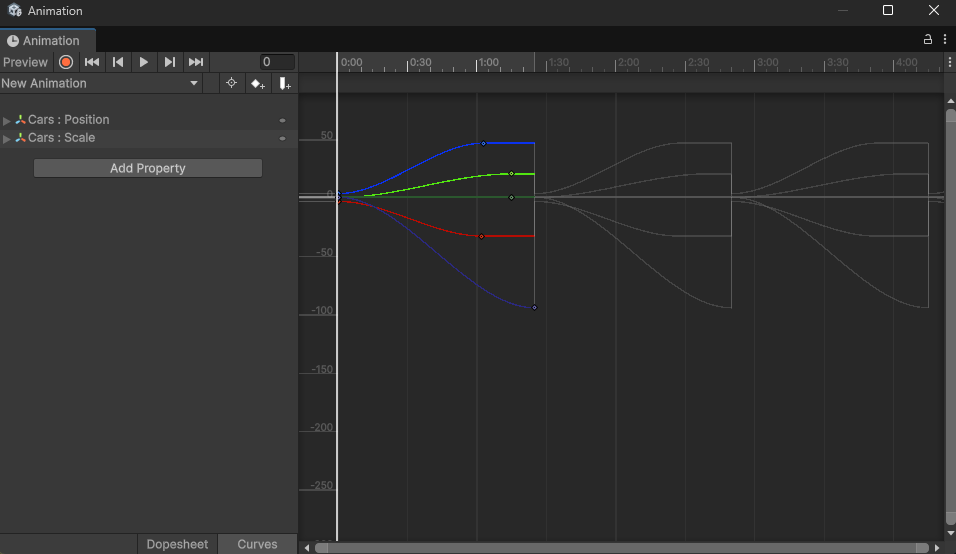 Animation
Animation
Preview
0
0:00 0:30 1:00 1:30 2:00 2:30 3:00 3:30 4:00
New Animation
Cars : Position
Cars : Scale
Add Property
50
0
-50
-100
-150
-200
-250
Dopesheet Curves